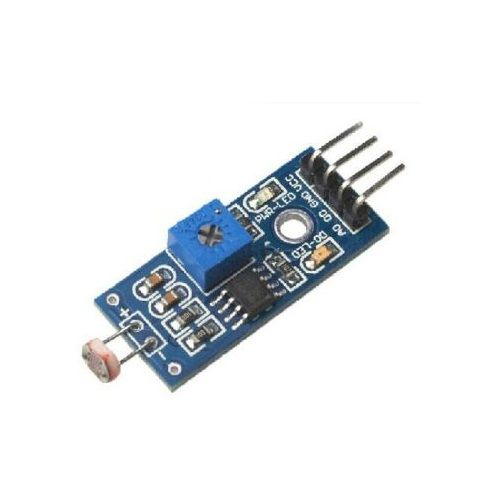 VCC
GND
DO
AO
PWR-LED
DO-LED
+
-